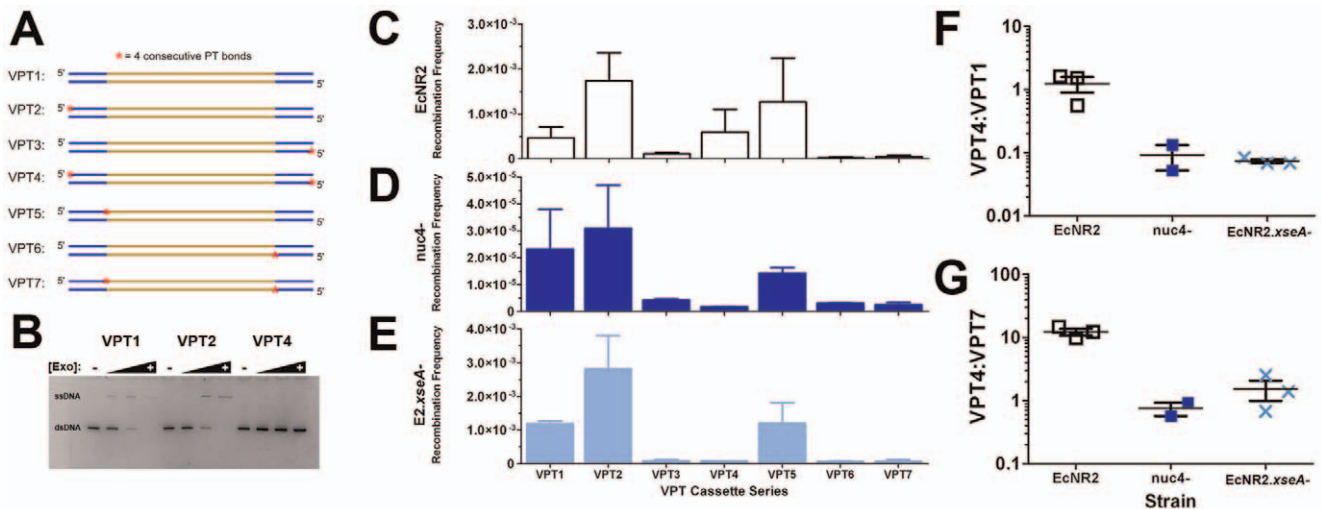 A
* = 4 consecutive PT bonds
VPT1: 5' 5'
VPT2: 5' 5'
VPT3: 5' 5'
VPT4: 5' 5'
VPT5: 5' 5'
VPT6: 5' 5'
VPT7: 5' 5'
B
VPT1 VPT2 VPT4
[Exo]: - + - + - +
ssDNA
dsDNA
C
EcNR2
Recombination Frequency
3.0×10⁻³
2.0×10⁻³
1.0×10⁻³
0
D
nuc4-
Recombination Frequency
5.0×10⁻⁵
4.0×10⁻⁵
3.0×10⁻⁵
2.0×10⁻⁵
1.0×10⁻⁵
0
E
E2.xseA-
Recombination Frequency
4.0×10⁻³
3.0×10⁻³
2.0×10⁻³
1.0×10⁻³
0
VPT1 VPT2 VPT3 VPT4 VPT5 VPT6 VPT7
VPT Cassette Series
F
VPT4:VPT1
10
1
0.1
0.01
EcNR2 nuc4- EcNR2.xseA-
G
VPT4:VPT7
100
10
1
0.1
EcNR2 nuc4- EcNR2.xseA-
Strain